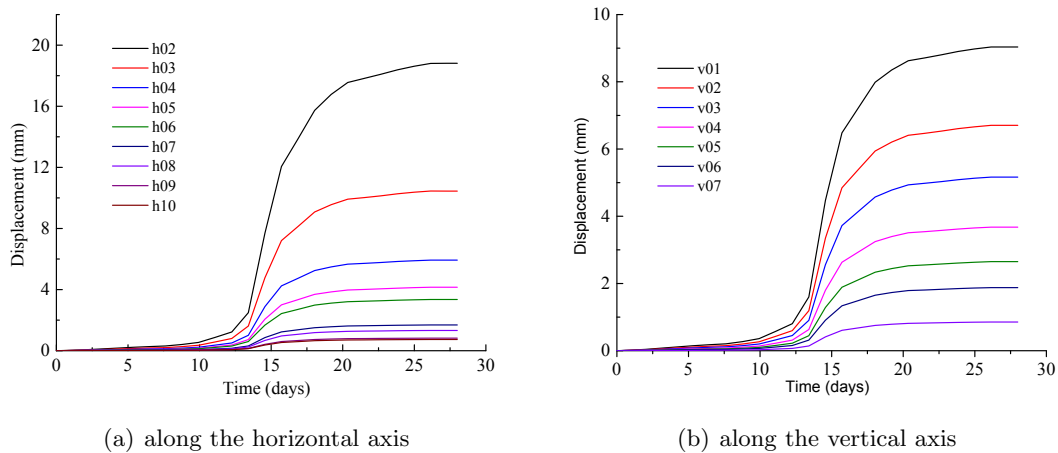 20
16
12
8
4
0
0
5
10
15
20
25
30
Displacement (mm)
Time (days)
h02
h03
h04
h05
h06
h07
h08
h09
h10
(a) along the horizontal axis
10
8
6
4
2
0
0
5
10
15
20
25
30
Displacement (mm)
Time (days)
v01
v02
v03
v04
v05
v06
v07
(b) along the vertical axis